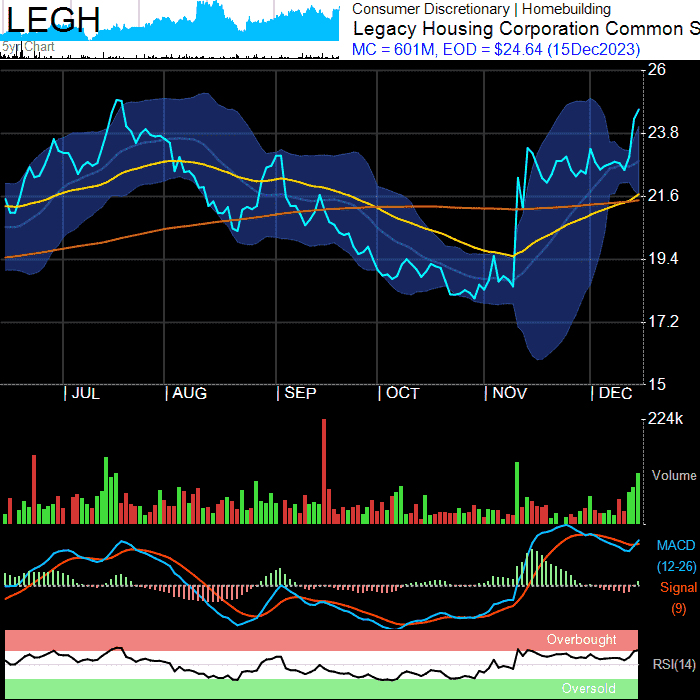 LEGH
5yr Chart
Consumer Discretionary | Homebuilding
Legacy Housing Corporation Common S
MC = 601M, EOD = $24.64 (15Dec2023)
26
23.8
21.6
19.4
17.2
15
| JUL | AUG | SEP | OCT | NOV | DEC
224k
Volume
MACD
(12-26)
Signal
(9)
Overbought
RSI(14)
Oversold